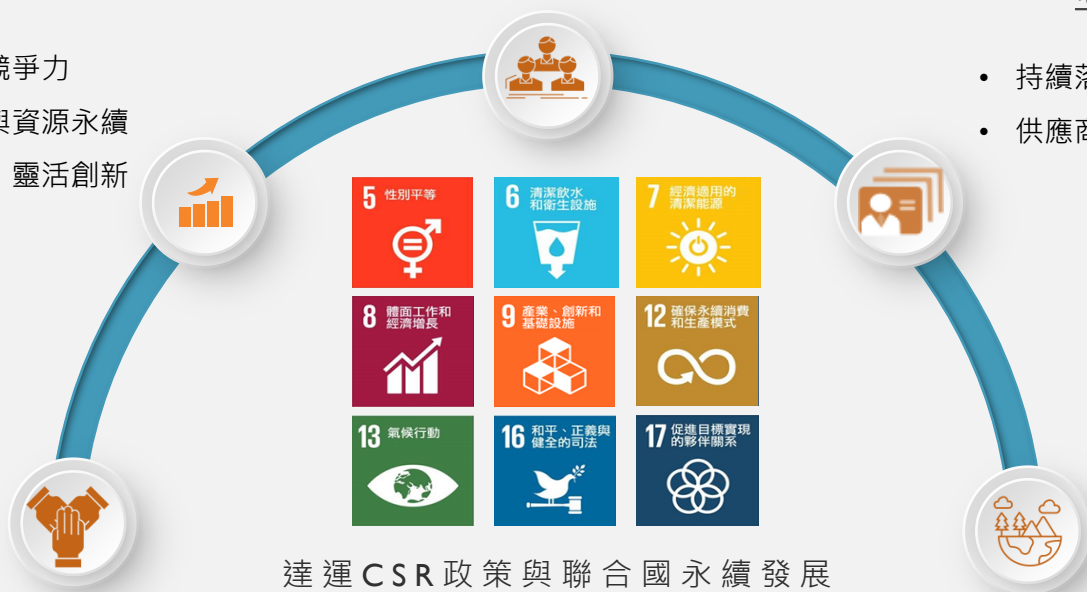 競爭力
與資源永續
靈活創新
• 持續落
• 供應商
5 性別平等
6 清潔飲水
和衛生設施
7 經濟適用的
清潔能源
8 體面工作和
經濟增長
9 產業、創新和
基礎設施
12 確保永續消費
和生產模式
13 氣候行動
16 和平、正義與
健全的司法
17 促進目標實現
的夥伴關系
達運CSR政策與聯合國永續發展